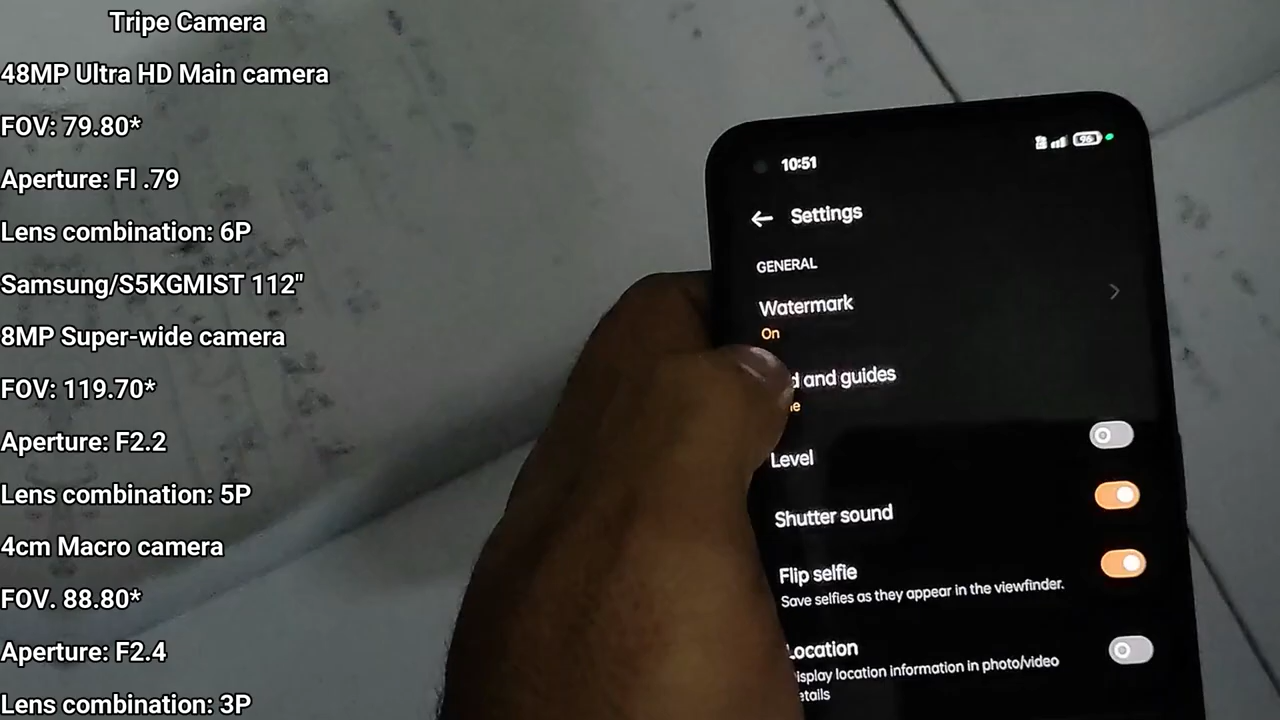 Tripe Camera
48MP Ultra HD Main camera
FOV: 79.80*
Aperture: Fl .79
Lens combination: 6P
Samsung/S5KGMIST 112"
8MP Super-wide camera
FOV: 119.70*
Aperture: F2.2
Lens combination: 5P
4cm Macro camera
FOV. 88.80*
Aperture: F2.4
Lens combination: 3P
10:51
96
Settings
GENERAL
Watermark
On
d and guides
e
Level
Shutter sound
Flip selfie
Save selfies as they appear in the viewfinder.
Location
isplay location information in photo/video
etails